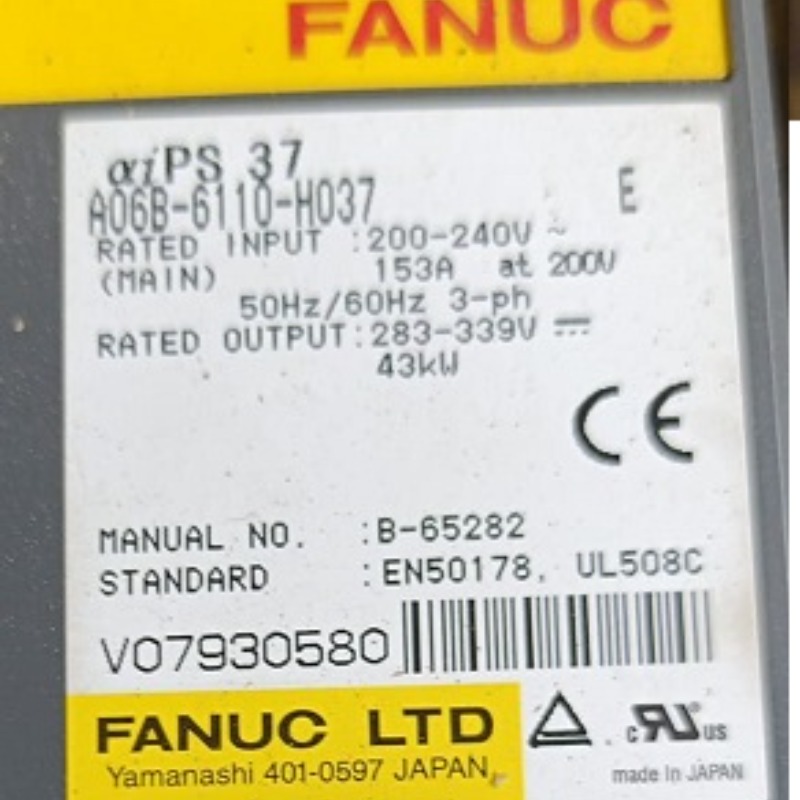 FANUC
αiPS 37
A06B-6110-H037 E
RATED INPUT :200-240V ~
(MAIN) 153A at 200V
50Hz/60Hz 3-ph
RATED OUTPUT:283-339V ⎓
43kW
CE
MANUAL NO. :B-65282
STANDARD :EN50178, UL508C
V07930580
FANUC LTD
Yamanashi 401-0597 JAPAN
c RU US
made in JAPAN